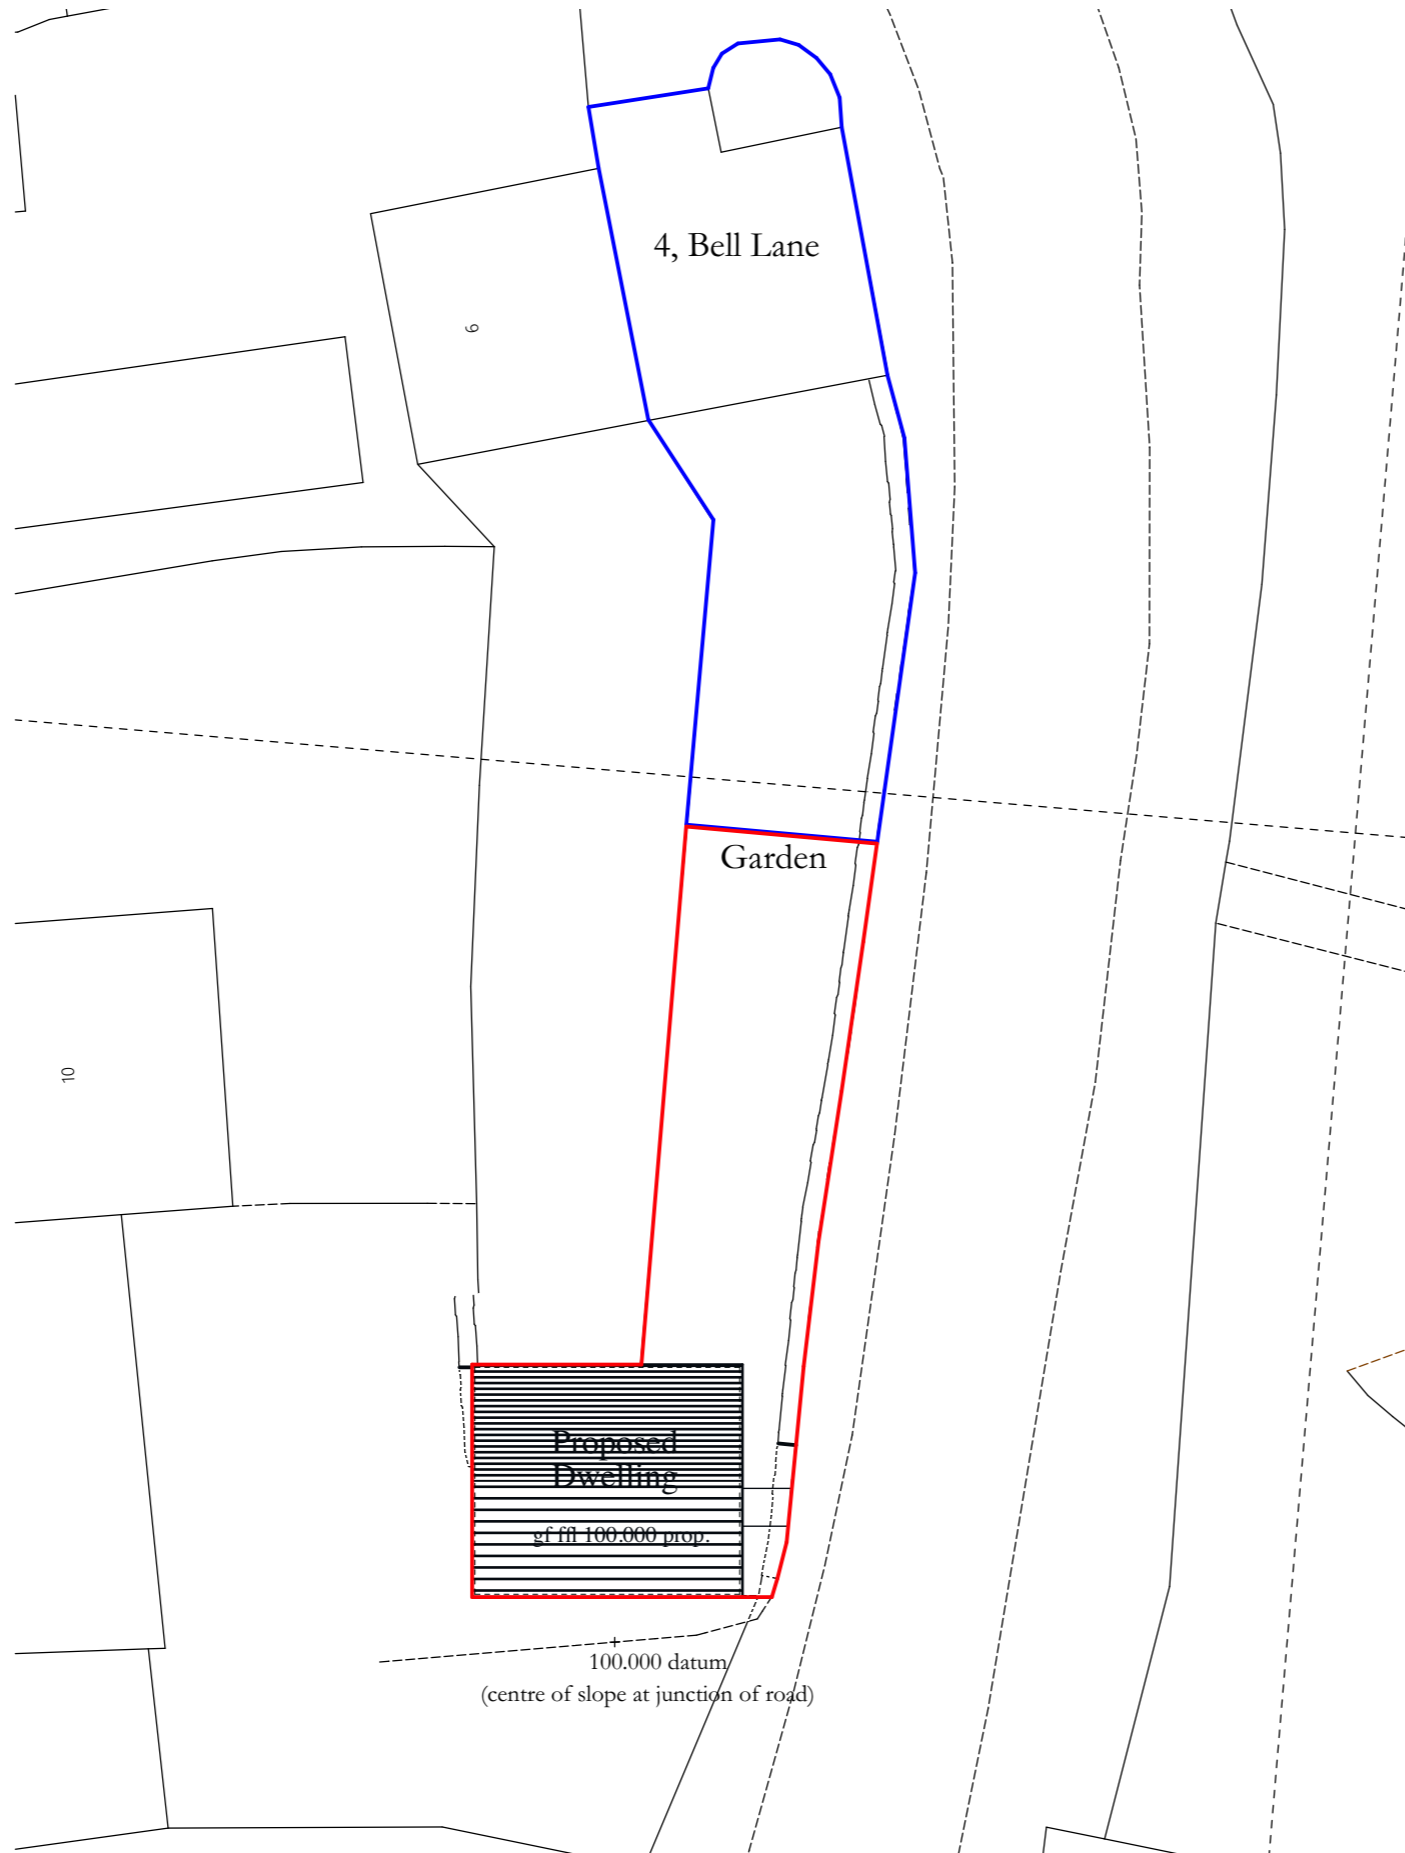 4, Bell Lane
6
Garden
10
Proposed
Dwelling
gf ffl 100.000 prop.
100.000 datum
(centre of slope at junction of road)